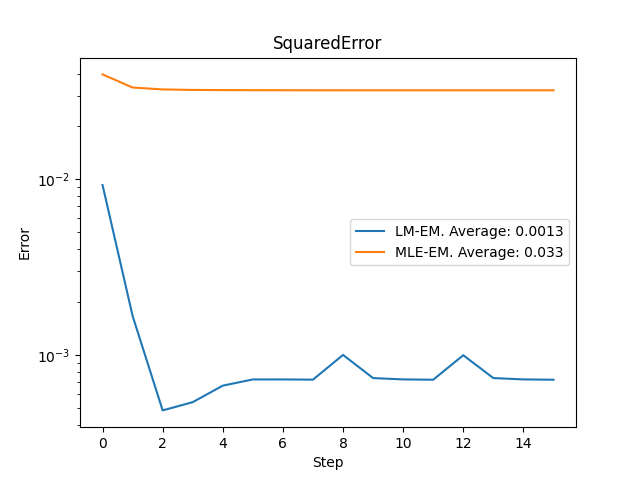 SquaredError
Error
10⁻²
10⁻³
LM-EM. Average: 0.0013
MLE-EM. Average: 0.033
0 2 4 6 8 10 12 14
Step